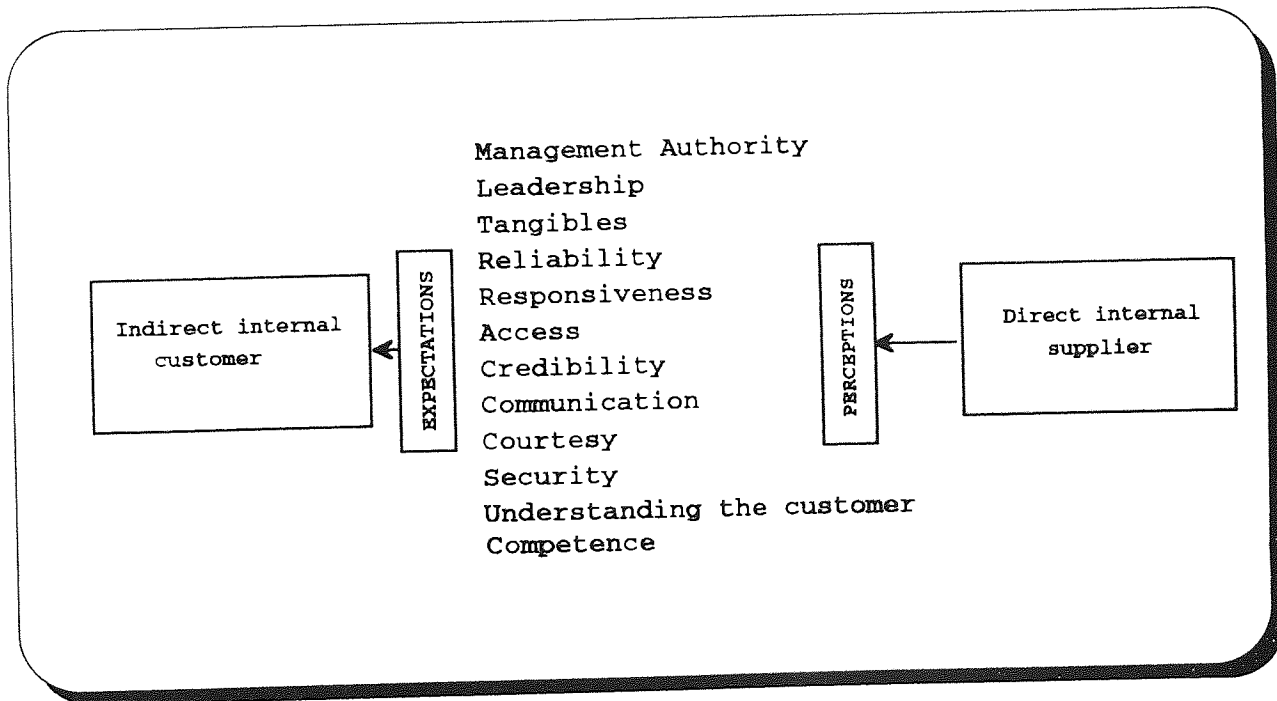 Management Authority
Leadership
Tangibles
Reliability
Responsiveness
Access
Credibility
Communication
Courtesy
Security
Understanding the customer
Competence
Indirect internal
customer
EXPECTATIONS
PERCEPTIONS
Direct internal
supplier